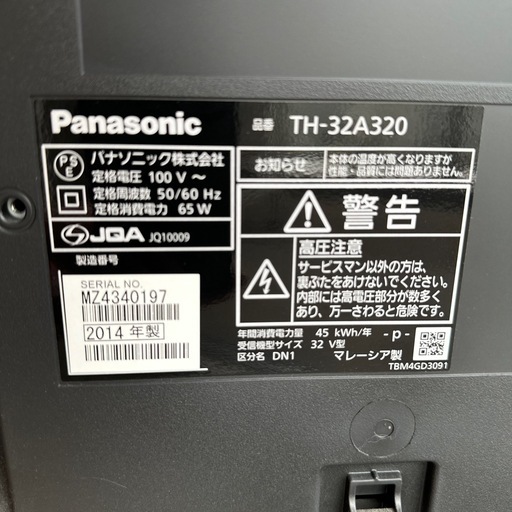 Panasonic 品番 TH-32A320
PSE パナソニック株式会社
定格電圧 100 V ～
定格周波数 50/60 Hz
定格消費電力 65 W
お知らせ 本体の温度が高くなりますが
性能・品質には問題ありません。
JQA JQ10009
警告
高圧注意
サービスマン以外の方は、
裏ぶたをあけないでください。
内部には高電圧部分が数多く
あり、万一さわると危険です。
製造番号
SERIAL NO.
MZ4340197
2014 年製
年間消費電力量 45 kWh/年 -p-
受信機型サイズ 32 V型
区分名 DN1 マレーシア製
TBM4GD3091